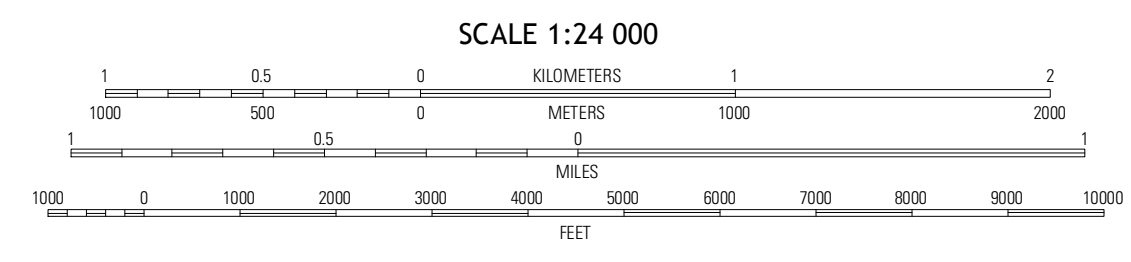 SCALE 1:24 000
1 0.5 0 KILOMETERS 1 2
1000 500 0 METERS 1000 2000
1 0.5 0 1
MILES
1000 0 1000 2000 3000 4000 5000 6000 7000 8000 9000 10000
FEET